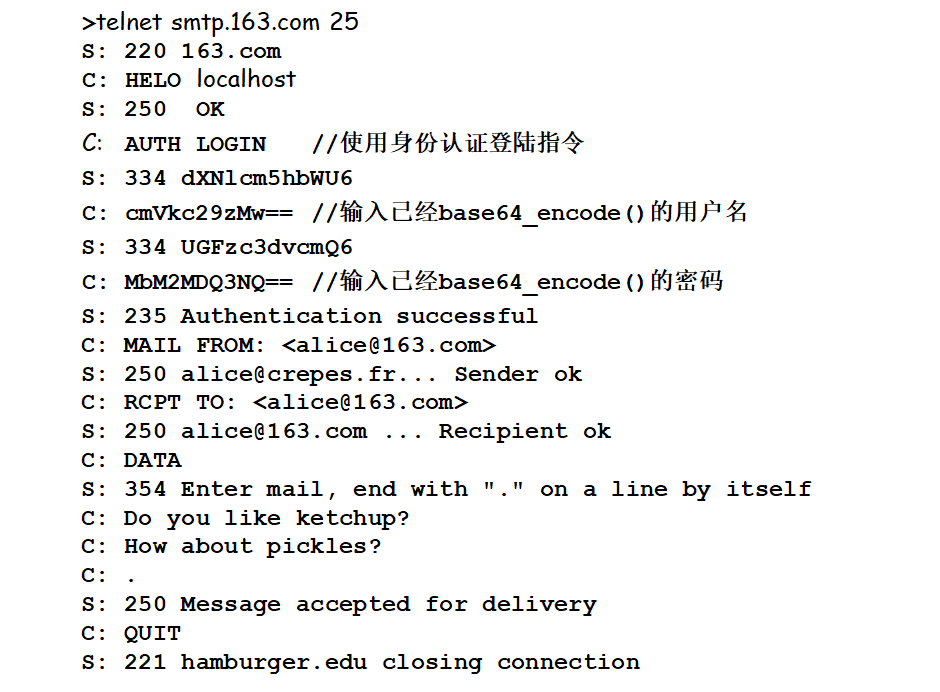 >telnet smtp.163.com 25
S: 220 163.com
C: HELO localhost
S: 250  OK
C: AUTH LOGIN   //使用身份认证登陆指令
S: 334 dXNlcm5hbWU6
C: cmVkc29zMw== //输入已经base64_encode()的用户名
S: 334 UGFzc3dvcmQ6
C: MbM2MDQ3NQ== //输入已经base64_encode()的密码
S: 235 Authentication successful
C: MAIL FROM: <alice@163.com>
S: 250 alice@crepes.fr... Sender ok
C: RCPT TO: <alice@163.com>
S: 250 alice@163.com ... Recipient ok
C: DATA
S: 354 Enter mail, end with "." on a line by itself
C: Do you like ketchup?
C: How about pickles?
C: .
S: 250 Message accepted for delivery
C: QUIT
S: 221 hamburger.edu closing connection